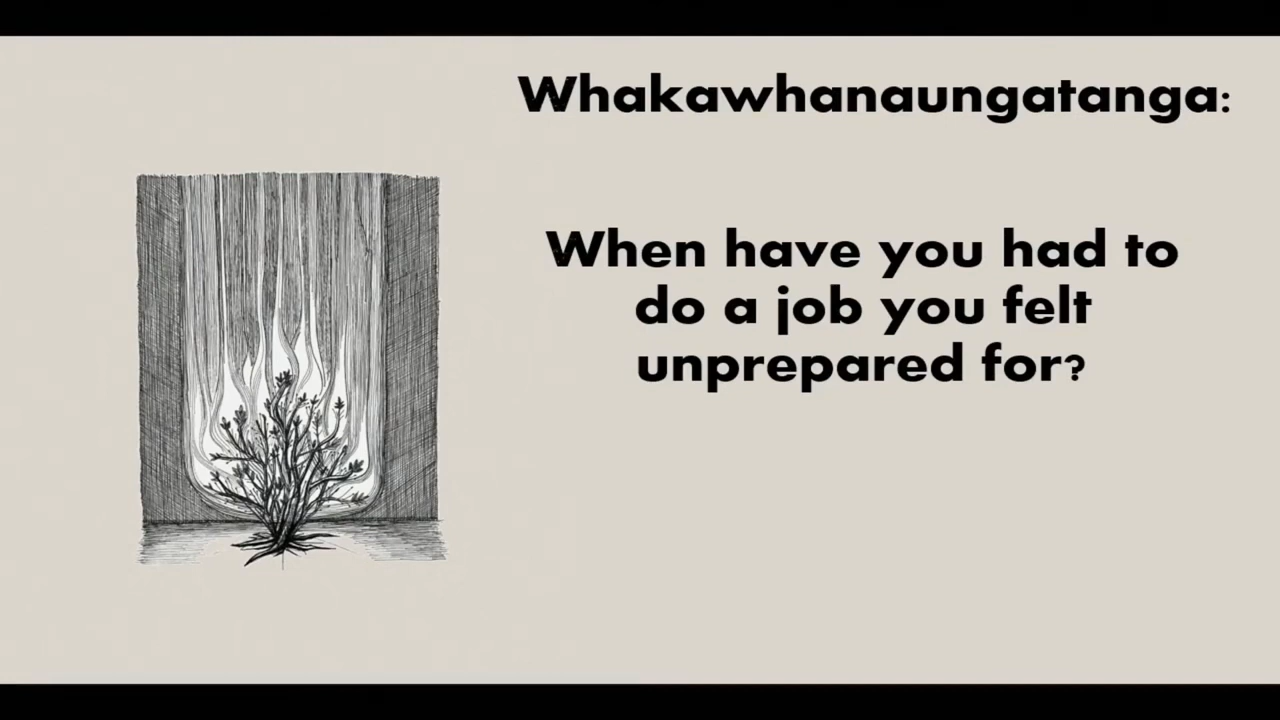 Whakawhanaungatanga:
When have you had to
do a job you felt
unprepared for?